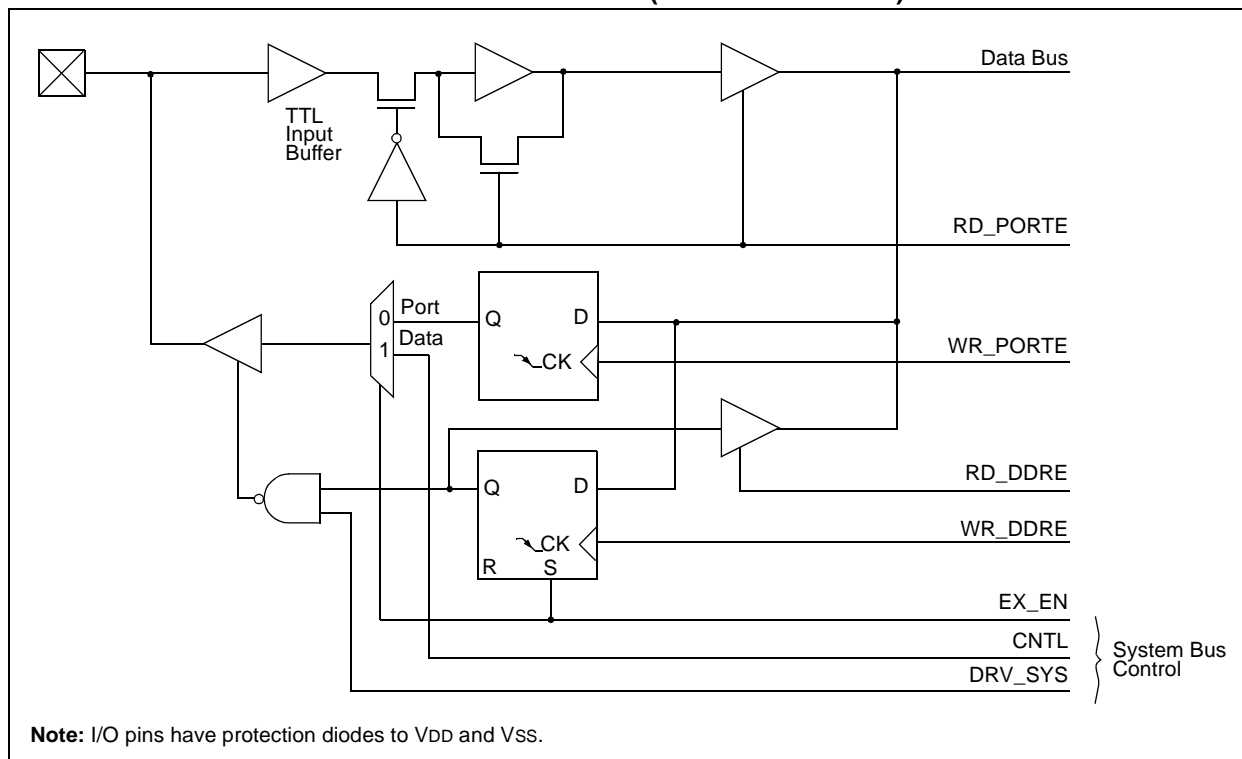 Data Bus
TTL
Input
Buffer
RD_PORTE
Port
0
Data
1
Q
D
CK
WR_PORTE
RD_DDRE
Q
D
CK
WR_DDRE
R
S
EX_EN
CNTL
DRV_SYS
System Bus
Control
Note: I/O pins have protection diodes to VDD and VSS.